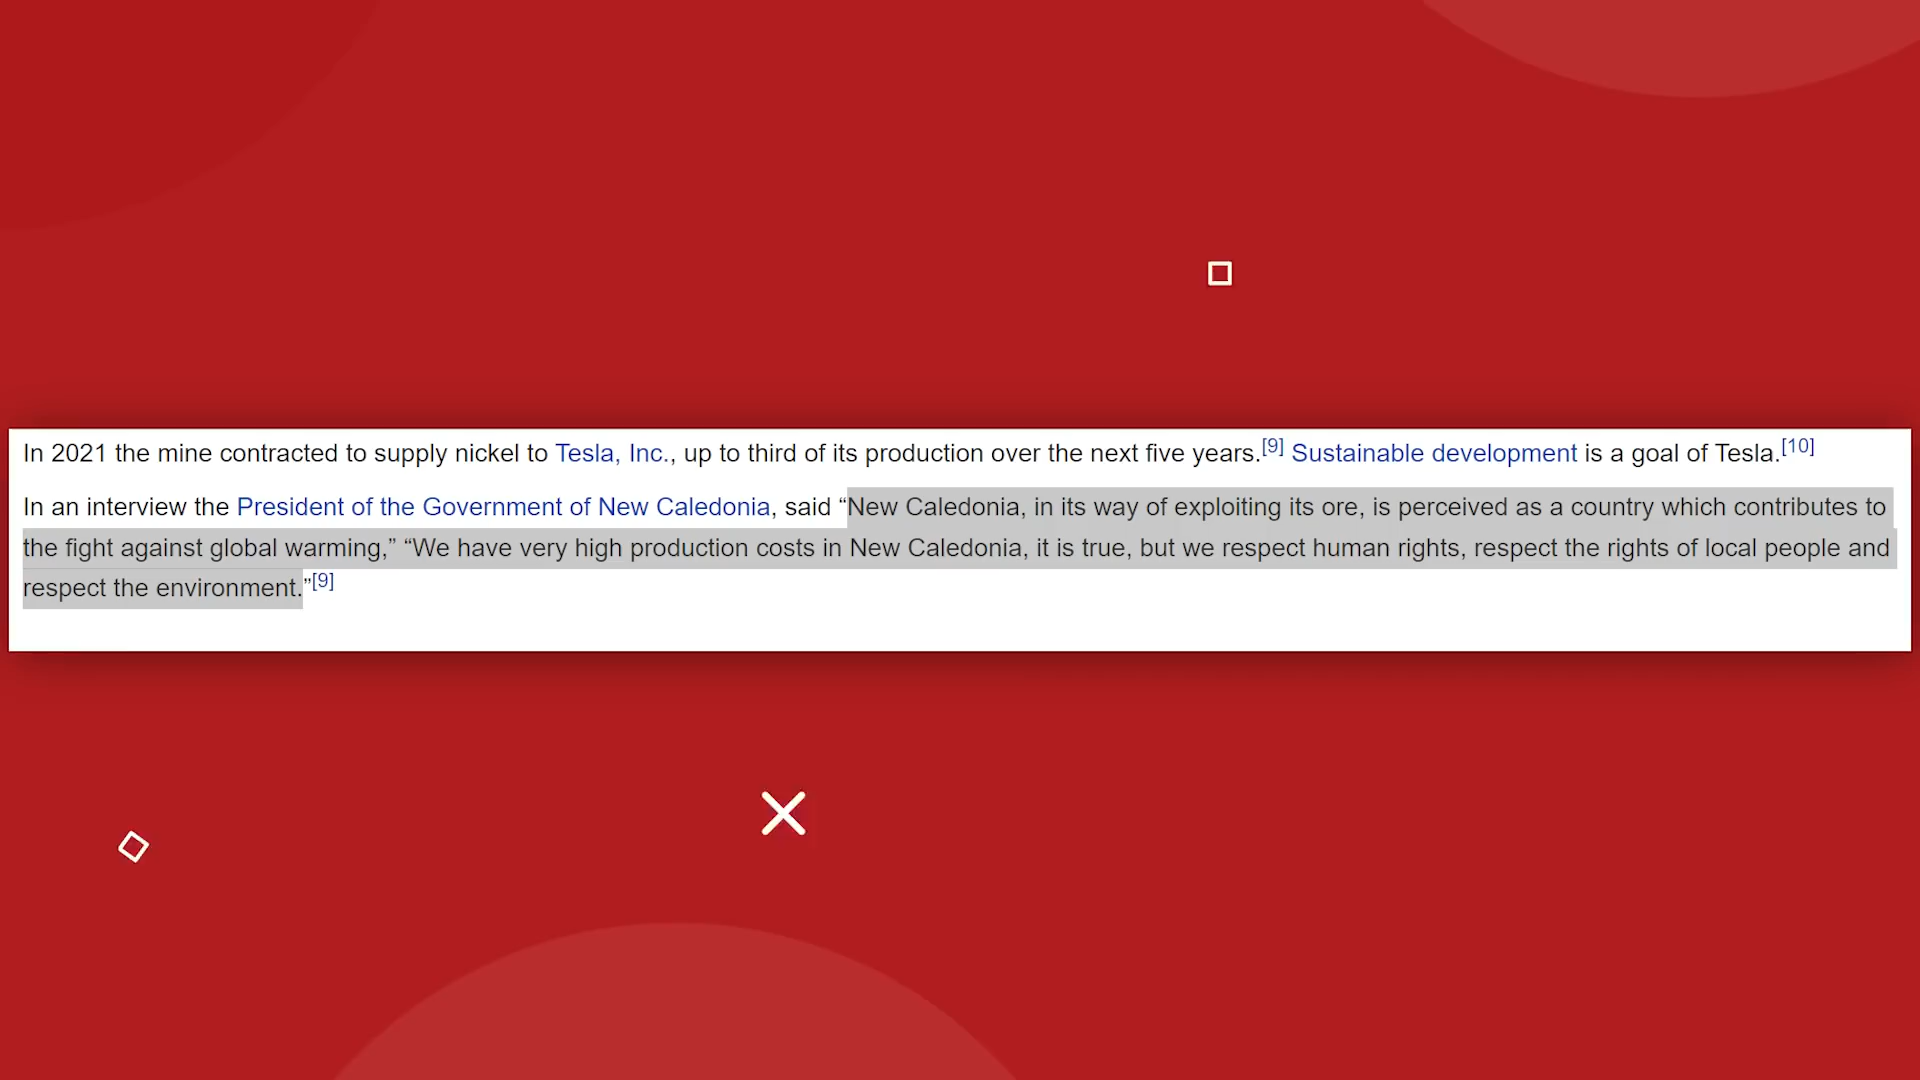 In 2021 the mine contracted to supply nickel to Tesla, Inc., up to third of its production over the next five years.[9] Sustainable development is a goal of Tesla.[10]
In an interview the President of the Government of New Caledonia, said “New Caledonia, in its way of exploiting its ore, is perceived as a country which contributes to
the fight against global warming,” “We have very high production costs in New Caledonia, it is true, but we respect human rights, respect the rights of local people and
respect the environment.”[9]